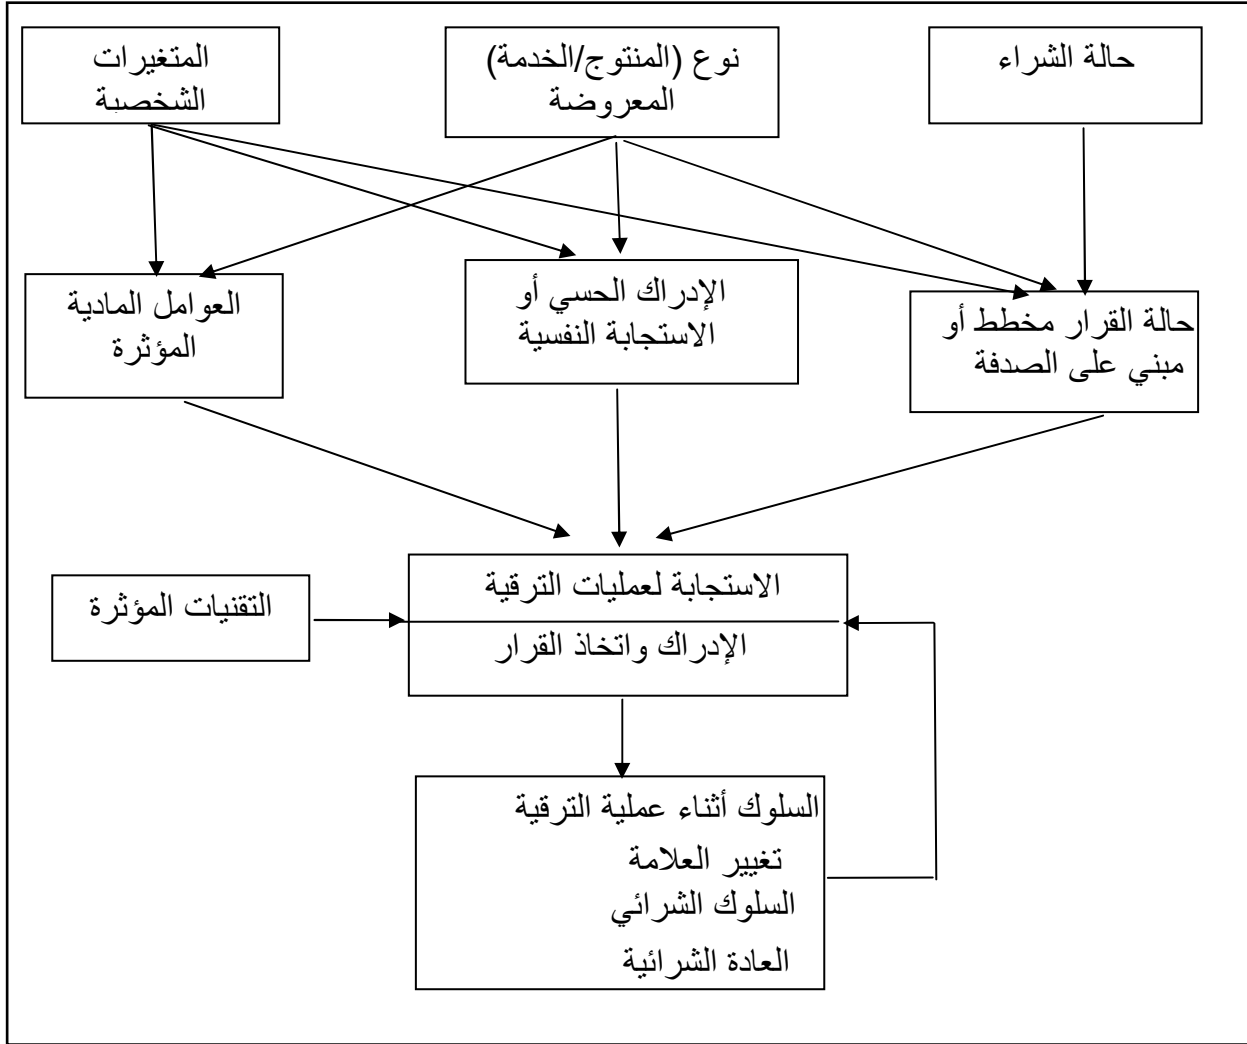 حالة الشراء
نوع (المنتوج/الخدمة)
المعروضة
المتغيرات
الشخصية
حالة القرار مخطط أو
مبني على الصدفة
الإدراك الحسي أو
الاستجابة النفسية
العوامل المادية
المؤثرة
الاستجابة لعمليات الترقية
الإدراك واتخاذ القرار
التقنيات المؤثرة
السلوك أثناء عملية الترقية
تغيير العلامة
السلوك الشرائي
العادة الشرائية